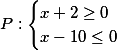 P : { x + 2 ≥ 0
x − 10 ≤ 0